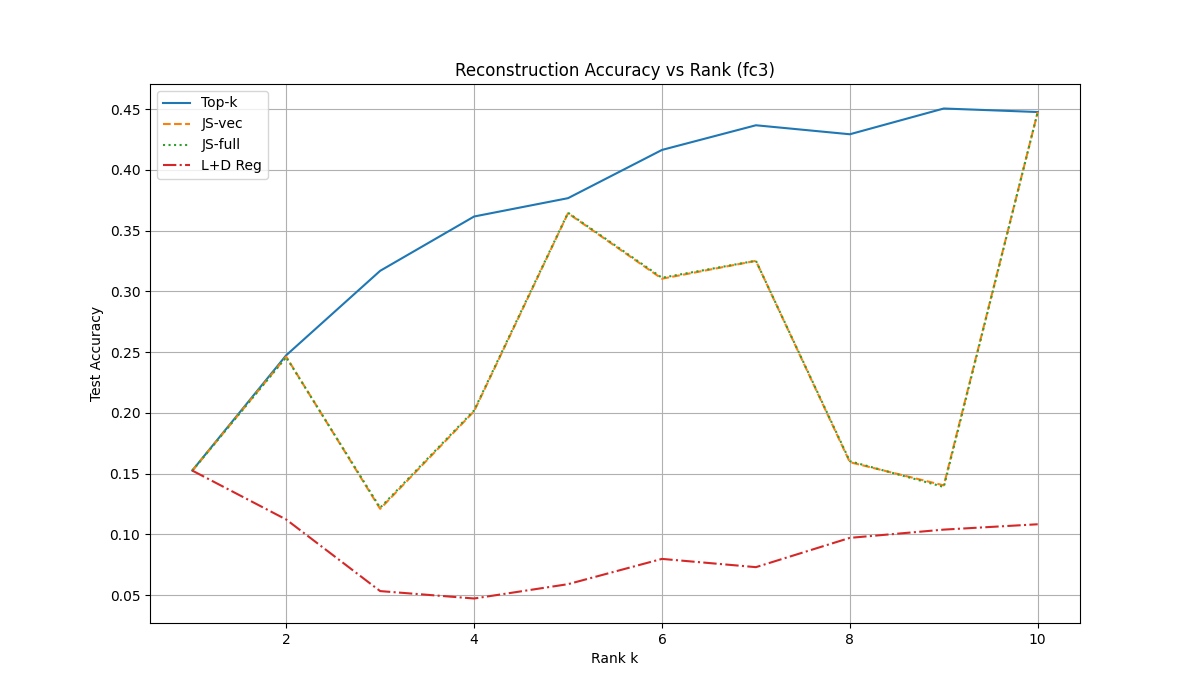 Reconstruction Accuracy vs Rank (fc3)
Top-k
JS-vec
JS-full
L+D Reg
Test Accuracy
0.45
0.40
0.35
0.30
0.25
0.20
0.15
0.10
0.05
2
4
6
8
10
Rank k